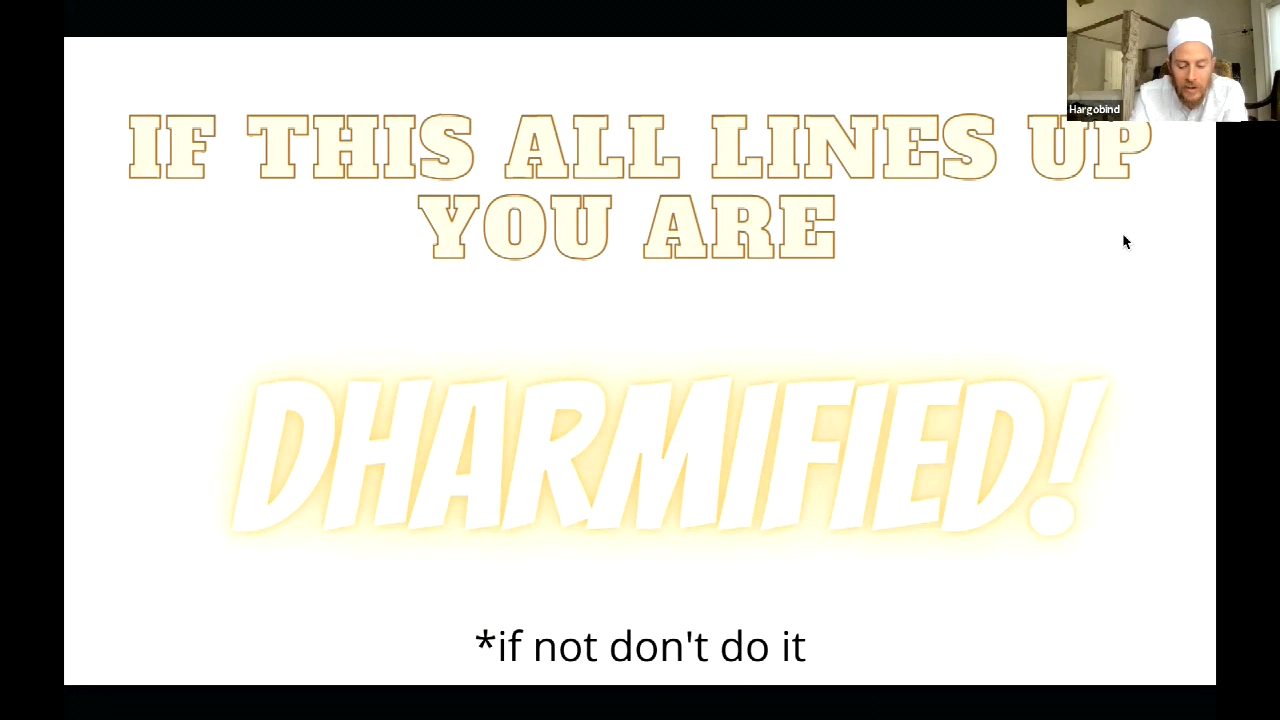 Hargobind
IF THIS ALL LINES UP
YOU ARE
DHARMIFIED!
*if not don't do it